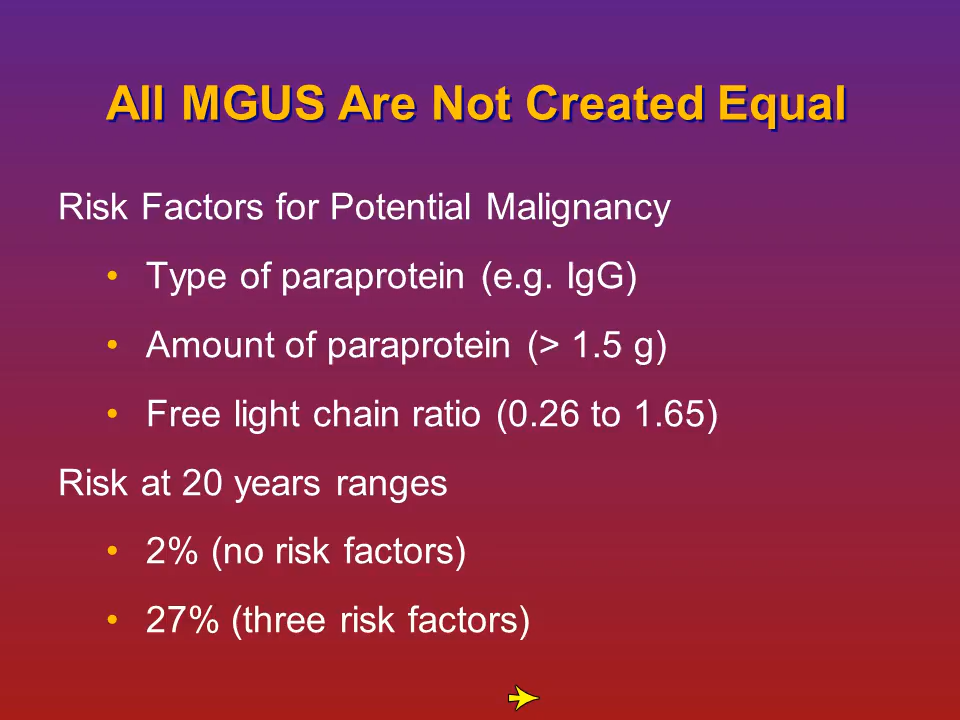 All MGUS Are Not Created Equal
Risk Factors for Potential Malignancy
• Type of paraprotein (e.g. IgG)
• Amount of paraprotein (> 1.5 g)
• Free light chain ratio (0.26 to 1.65)
Risk at 20 years ranges
• 2% (no risk factors)
• 27% (three risk factors)